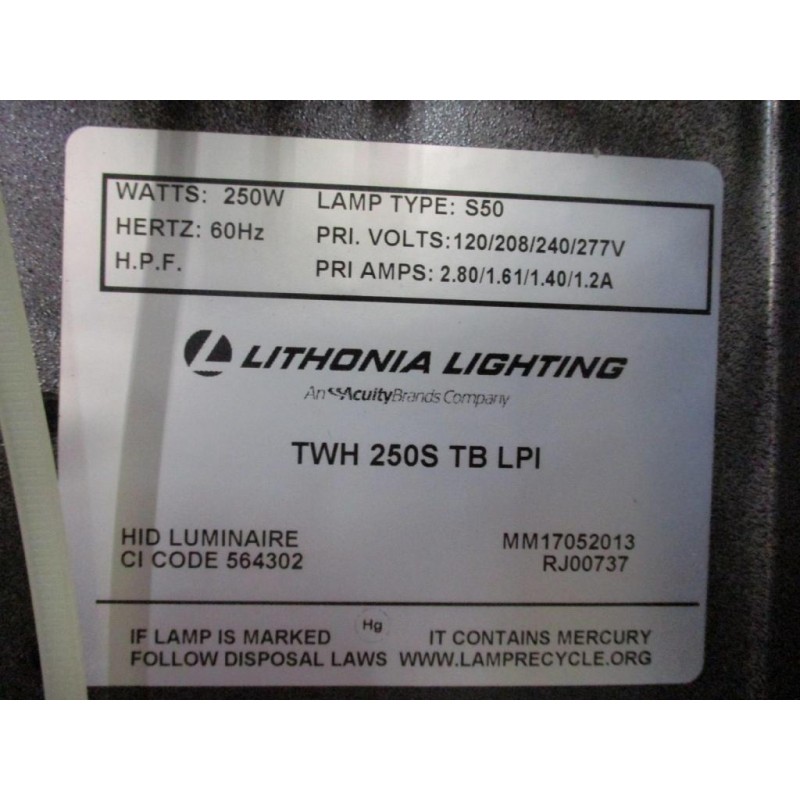 WATTS: 250W LAMP TYPE: S50
HERTZ: 60Hz PRI. VOLTS:120/208/240/277V
H.P.F. PRI AMPS: 2.80/1.61/1.40/1.2A
LITHONIA LIGHTING
An AcuityBrands Company
TWH 250S TB LPI
HID LUMINAIRE MM17052013
CI CODE 564302 RJ00737
IF LAMP IS MARKED Hg IT CONTAINS MERCURY
FOLLOW DISPOSAL LAWS WWW.LAMPRECYCLE.ORG